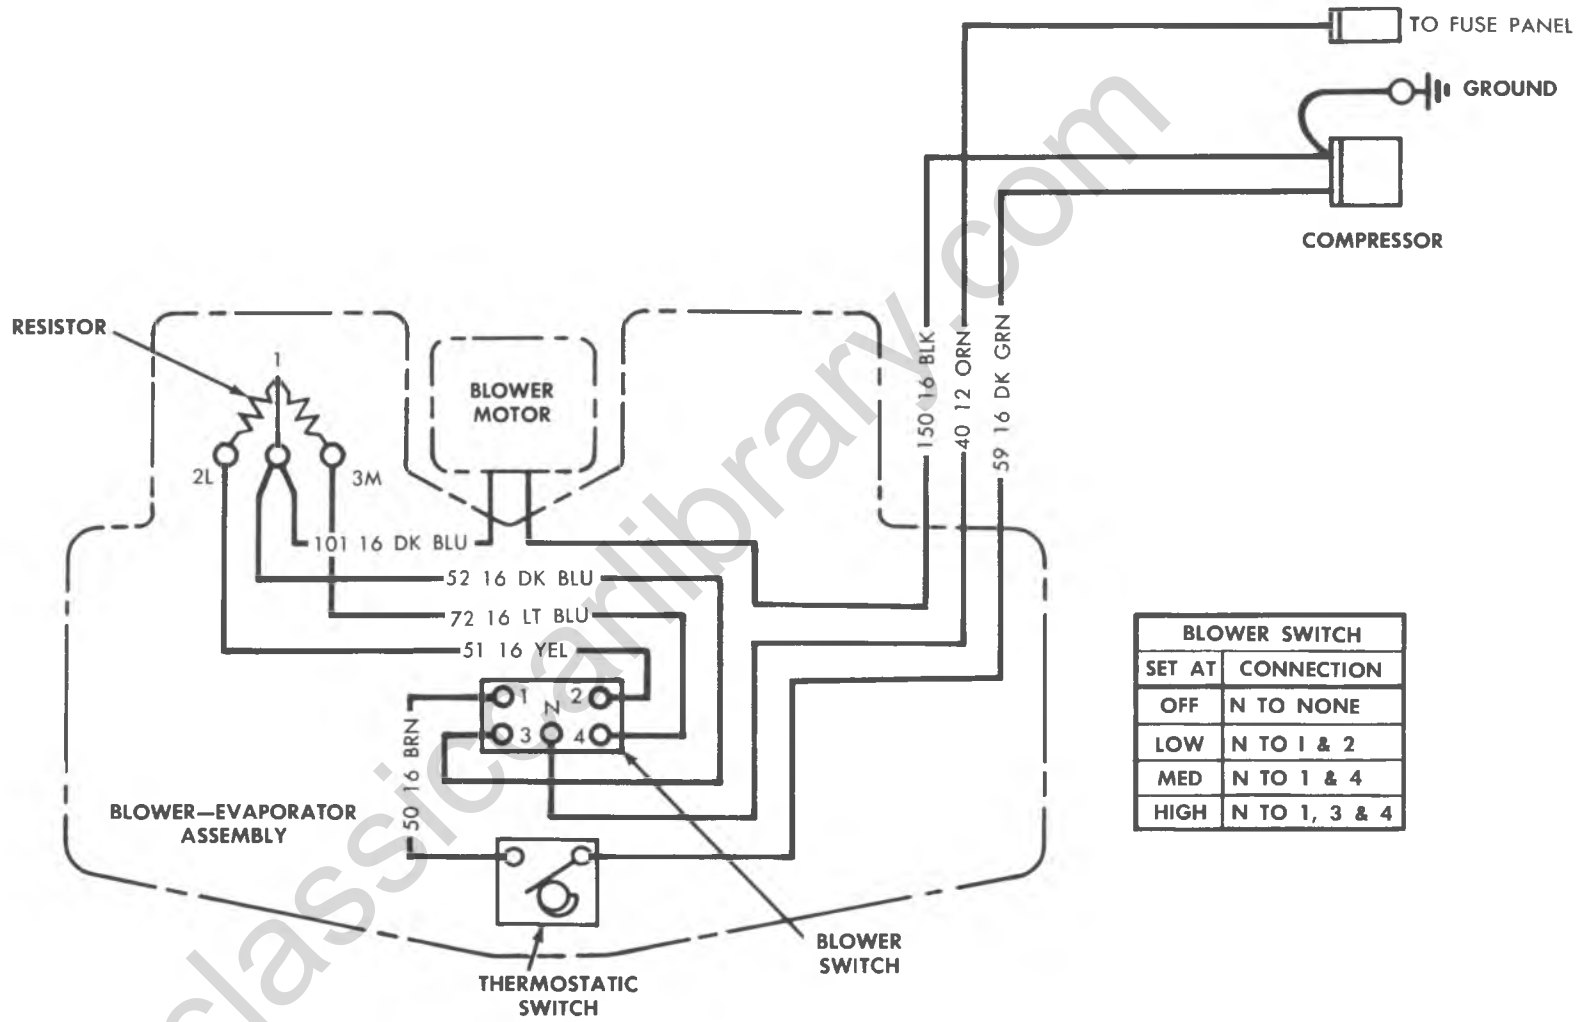 TO FUSE PANEL
GROUND
COMPRESSOR
RESISTOR
1
BLOWER
MOTOR
2L
3M
150 16 BLK
40 12 ORN
59 16 DK GRN
101 16 DK BLU
52 16 DK BLU
72 16 LT BLU
51 16 YEL
1
2
N
3
4
50 16 BRN
BLOWER—EVAPORATOR
ASSEMBLY
THERMOSTATIC
SWITCH
BLOWER
SWITCH
BLOWER SWITCH
SET AT CONNECTION
OFF N TO NONE
LOW N TO 1 & 2
MED N TO 1 & 4
HIGH N TO 1, 3 & 4
classiccarlibrary.com